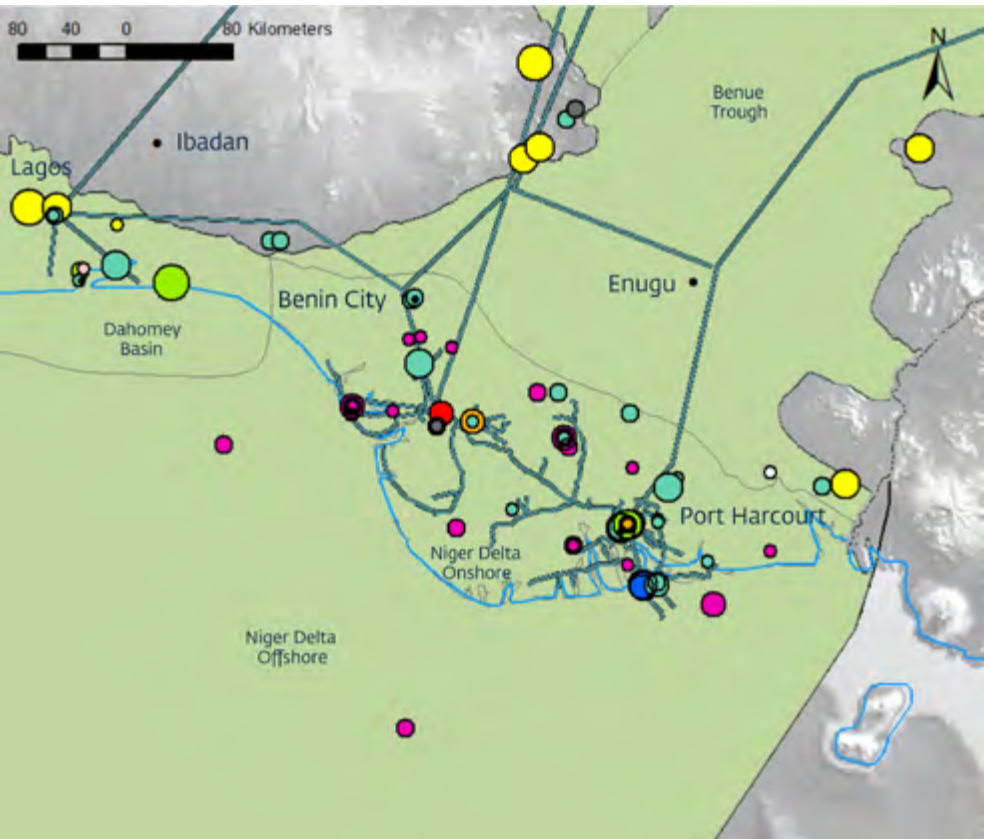 80 40 0 80 Kilometers
N
Benue
Trough
Ibadan
Lagos
Enugu
Benin City
Dahomey
Basin
Port Harcourt
Niger Delta
Onshore
Niger Delta
Offshore